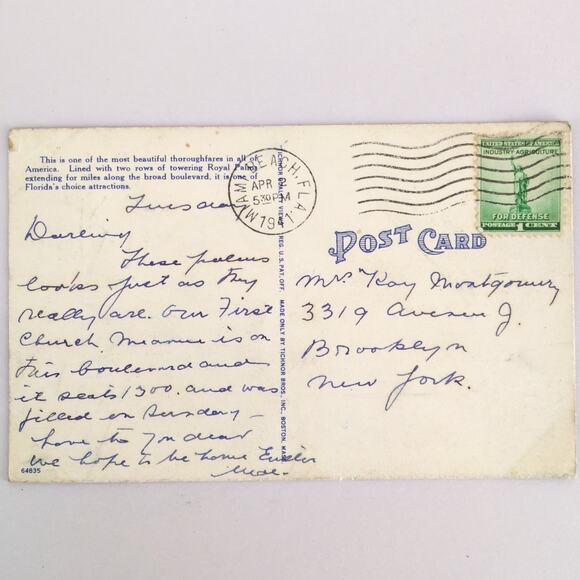 This is one of the most beautiful thoroughfares in all of
America. Lined with two rows of towering Royal Palms
extending for miles along the broad boulevard, it is one of
Florida's choice attractions.
Tuesday
Darling
These palms
looks just as they
really are. Our First
Church Miami is on
this boulevard and
it seats 1300. and was
filled on Sunday —
love to you dear
we hope to be home Easter
64835
TICHNOR QUALITY VIEWS REG. U.S. PAT. OFF. MADE ONLY BY TICHNOR BROS., INC., BOSTON, MASS.
MIAMI BEACH, FLA.
APR
5 30 PM
194
UNITED STATES OF AMERICA
INDUSTRY AGRICULTURE
FOR DEFENSE
POSTAGE 1 CENT
POST CARD
Mrs Kay Montgomery
3319 Avenue J.
Brooklyn
New York.